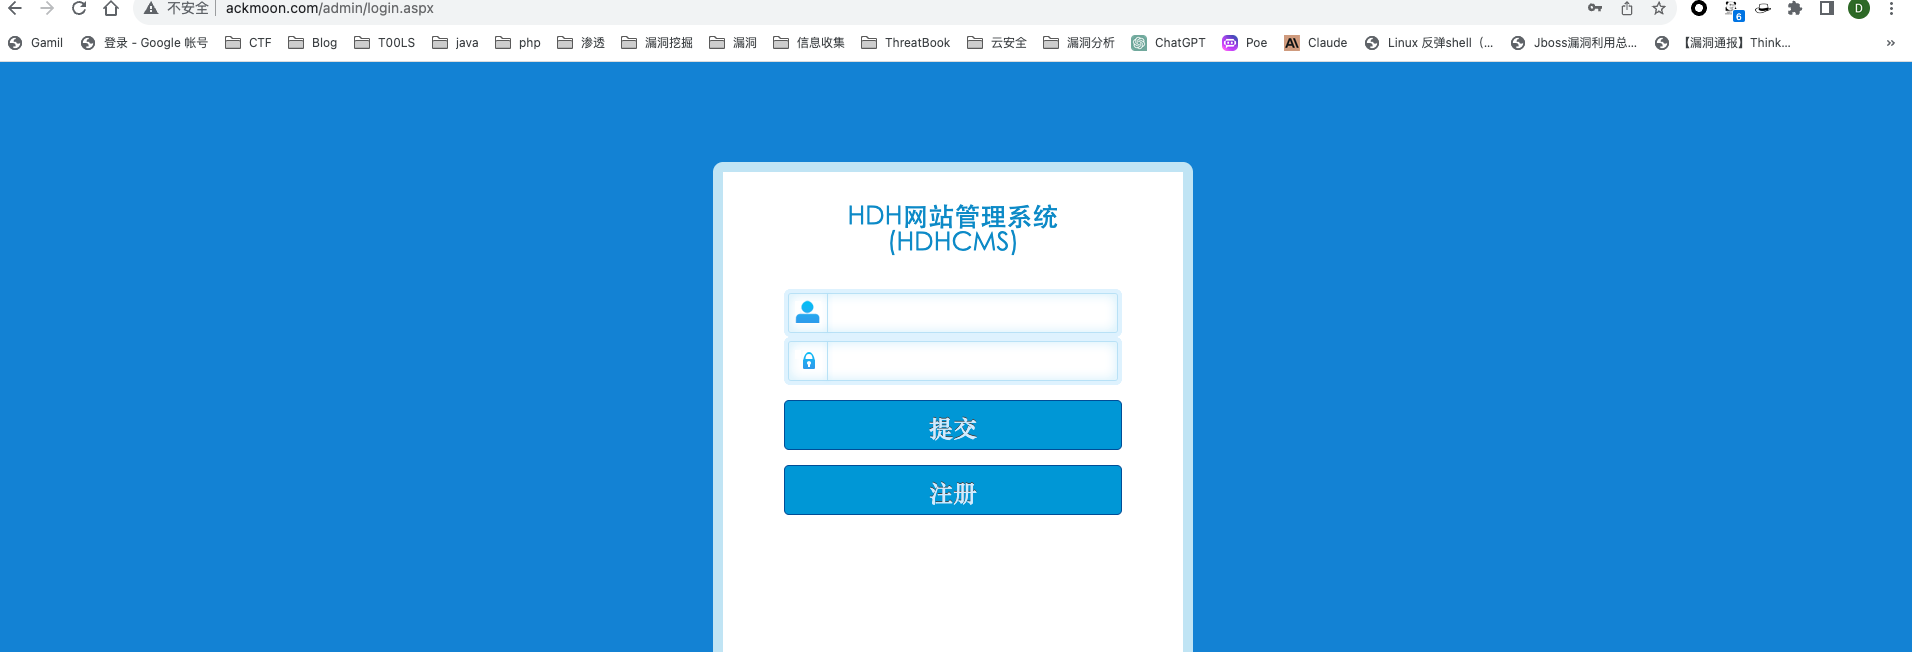 不安全 ackmoon.com/admin/login.aspx 6 D
Gamil 登录 - Google 帐号 CTF Blog T00LS java php 渗透 漏洞挖掘 漏洞 信息收集 ThreatBook 云安全 漏洞分析 ChatGPT Poe Claude Linux 反弹shell（... Jboss漏洞利用总... 【漏洞通报】Think... »
HDH网站管理系统
(HDHCMS)
提交
注册